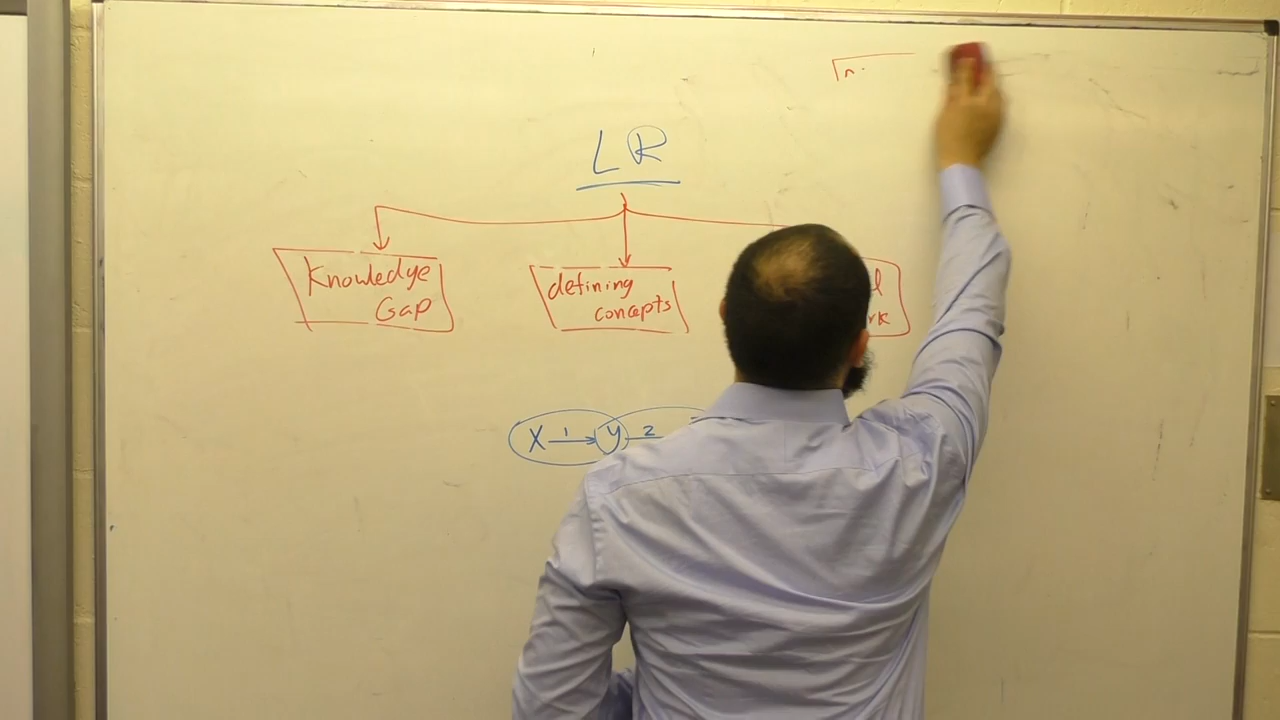 LR
Knowledge
Gap
defining
concepts
X 1 y 2